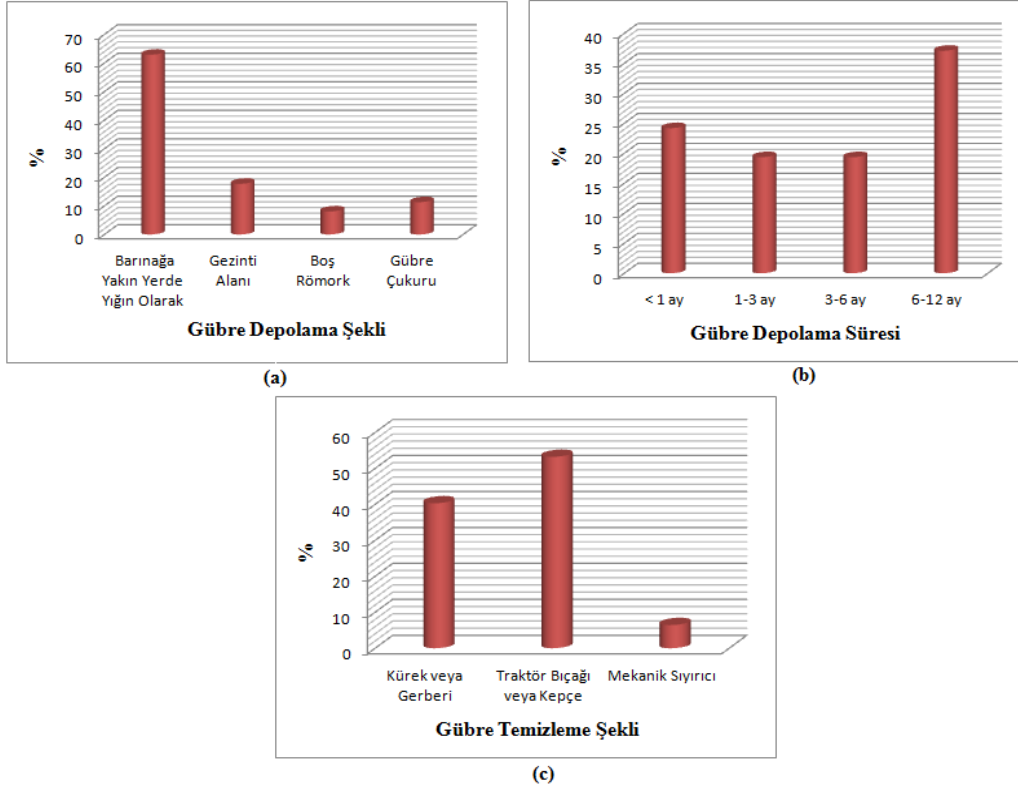 70
60
50
40
30
20
10
0
%
Barınağa
Yakın Yerde
Yığın Olarak
Gezinti
Alanı
Boş
Römork
Gübre
Çukuru
Gübre Depolama Şekli
(a)
40
35
30
25
20
15
10
5
0
%
< 1 ay
1-3 ay
3-6 ay
6-12 ay
Gübre Depolama Süresi
(b)
60
50
40
30
20
10
0
%
Kürek veya
Gerberi
Traktör Bıçağı
veya Kepçe
Mekanik Sıyırıcı
Gübre Temizleme Şekli
(c)